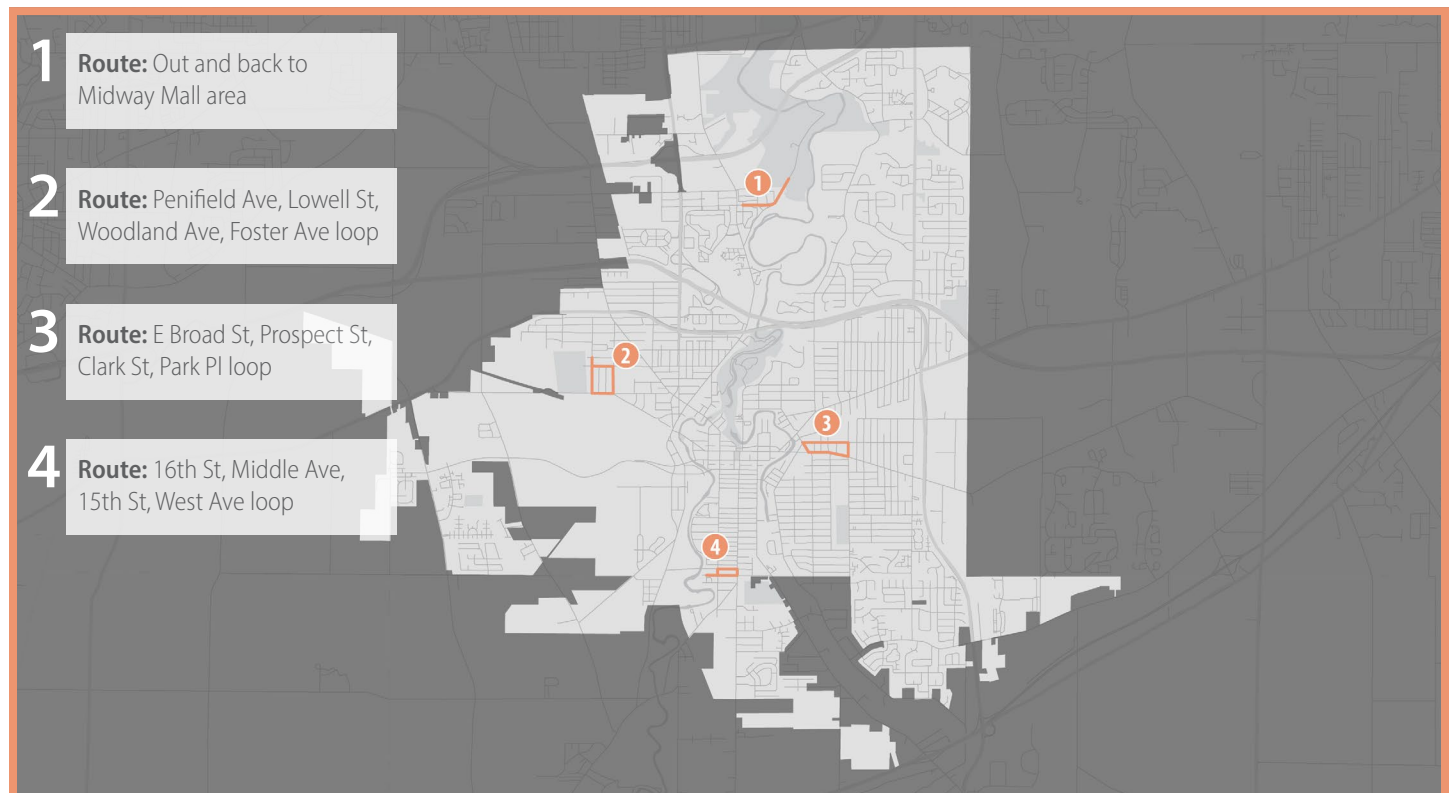 1
Route: Out and back to
Midway Mall area
2
Route: Penifield Ave, Lowell St,
Woodland Ave, Foster Ave loop
3
Route: E Broad St, Prospect St,
Clark St, Park Pl loop
4
Route: 16th St, Middle Ave,
15th St, West Ave loop
1
2
3
4